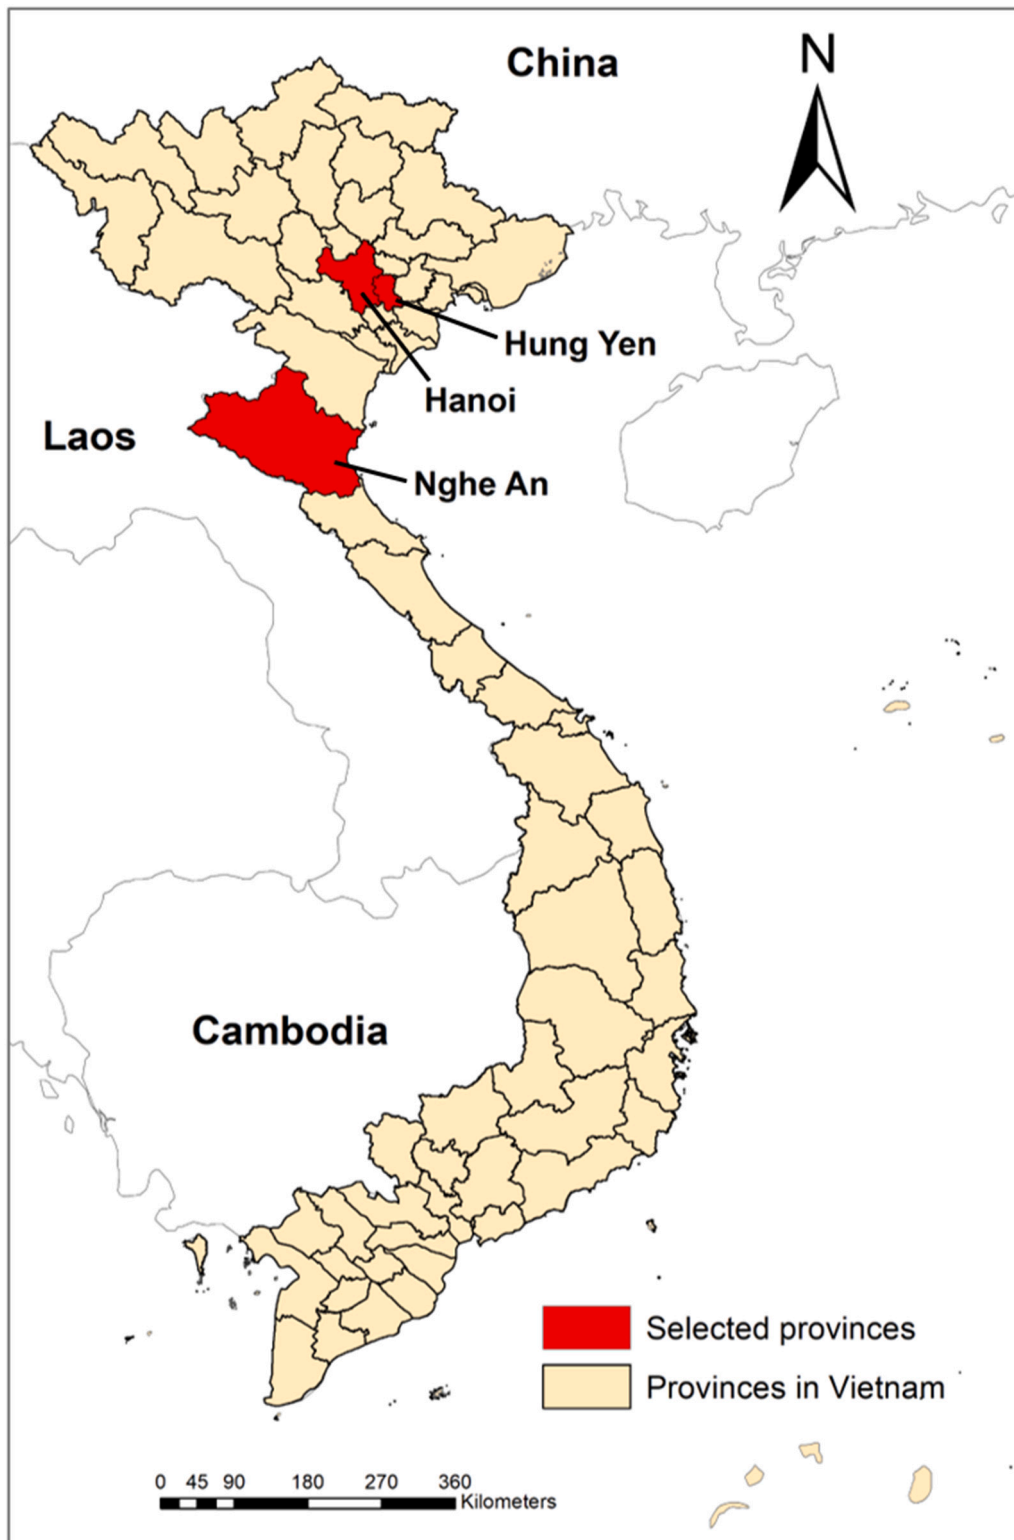 China
N
Hung Yen
Hanoi
Laos
Nghe An
Cambodia
Selected provinces
Provinces in Vietnam
0 45 90 180 270 360
Kilometers